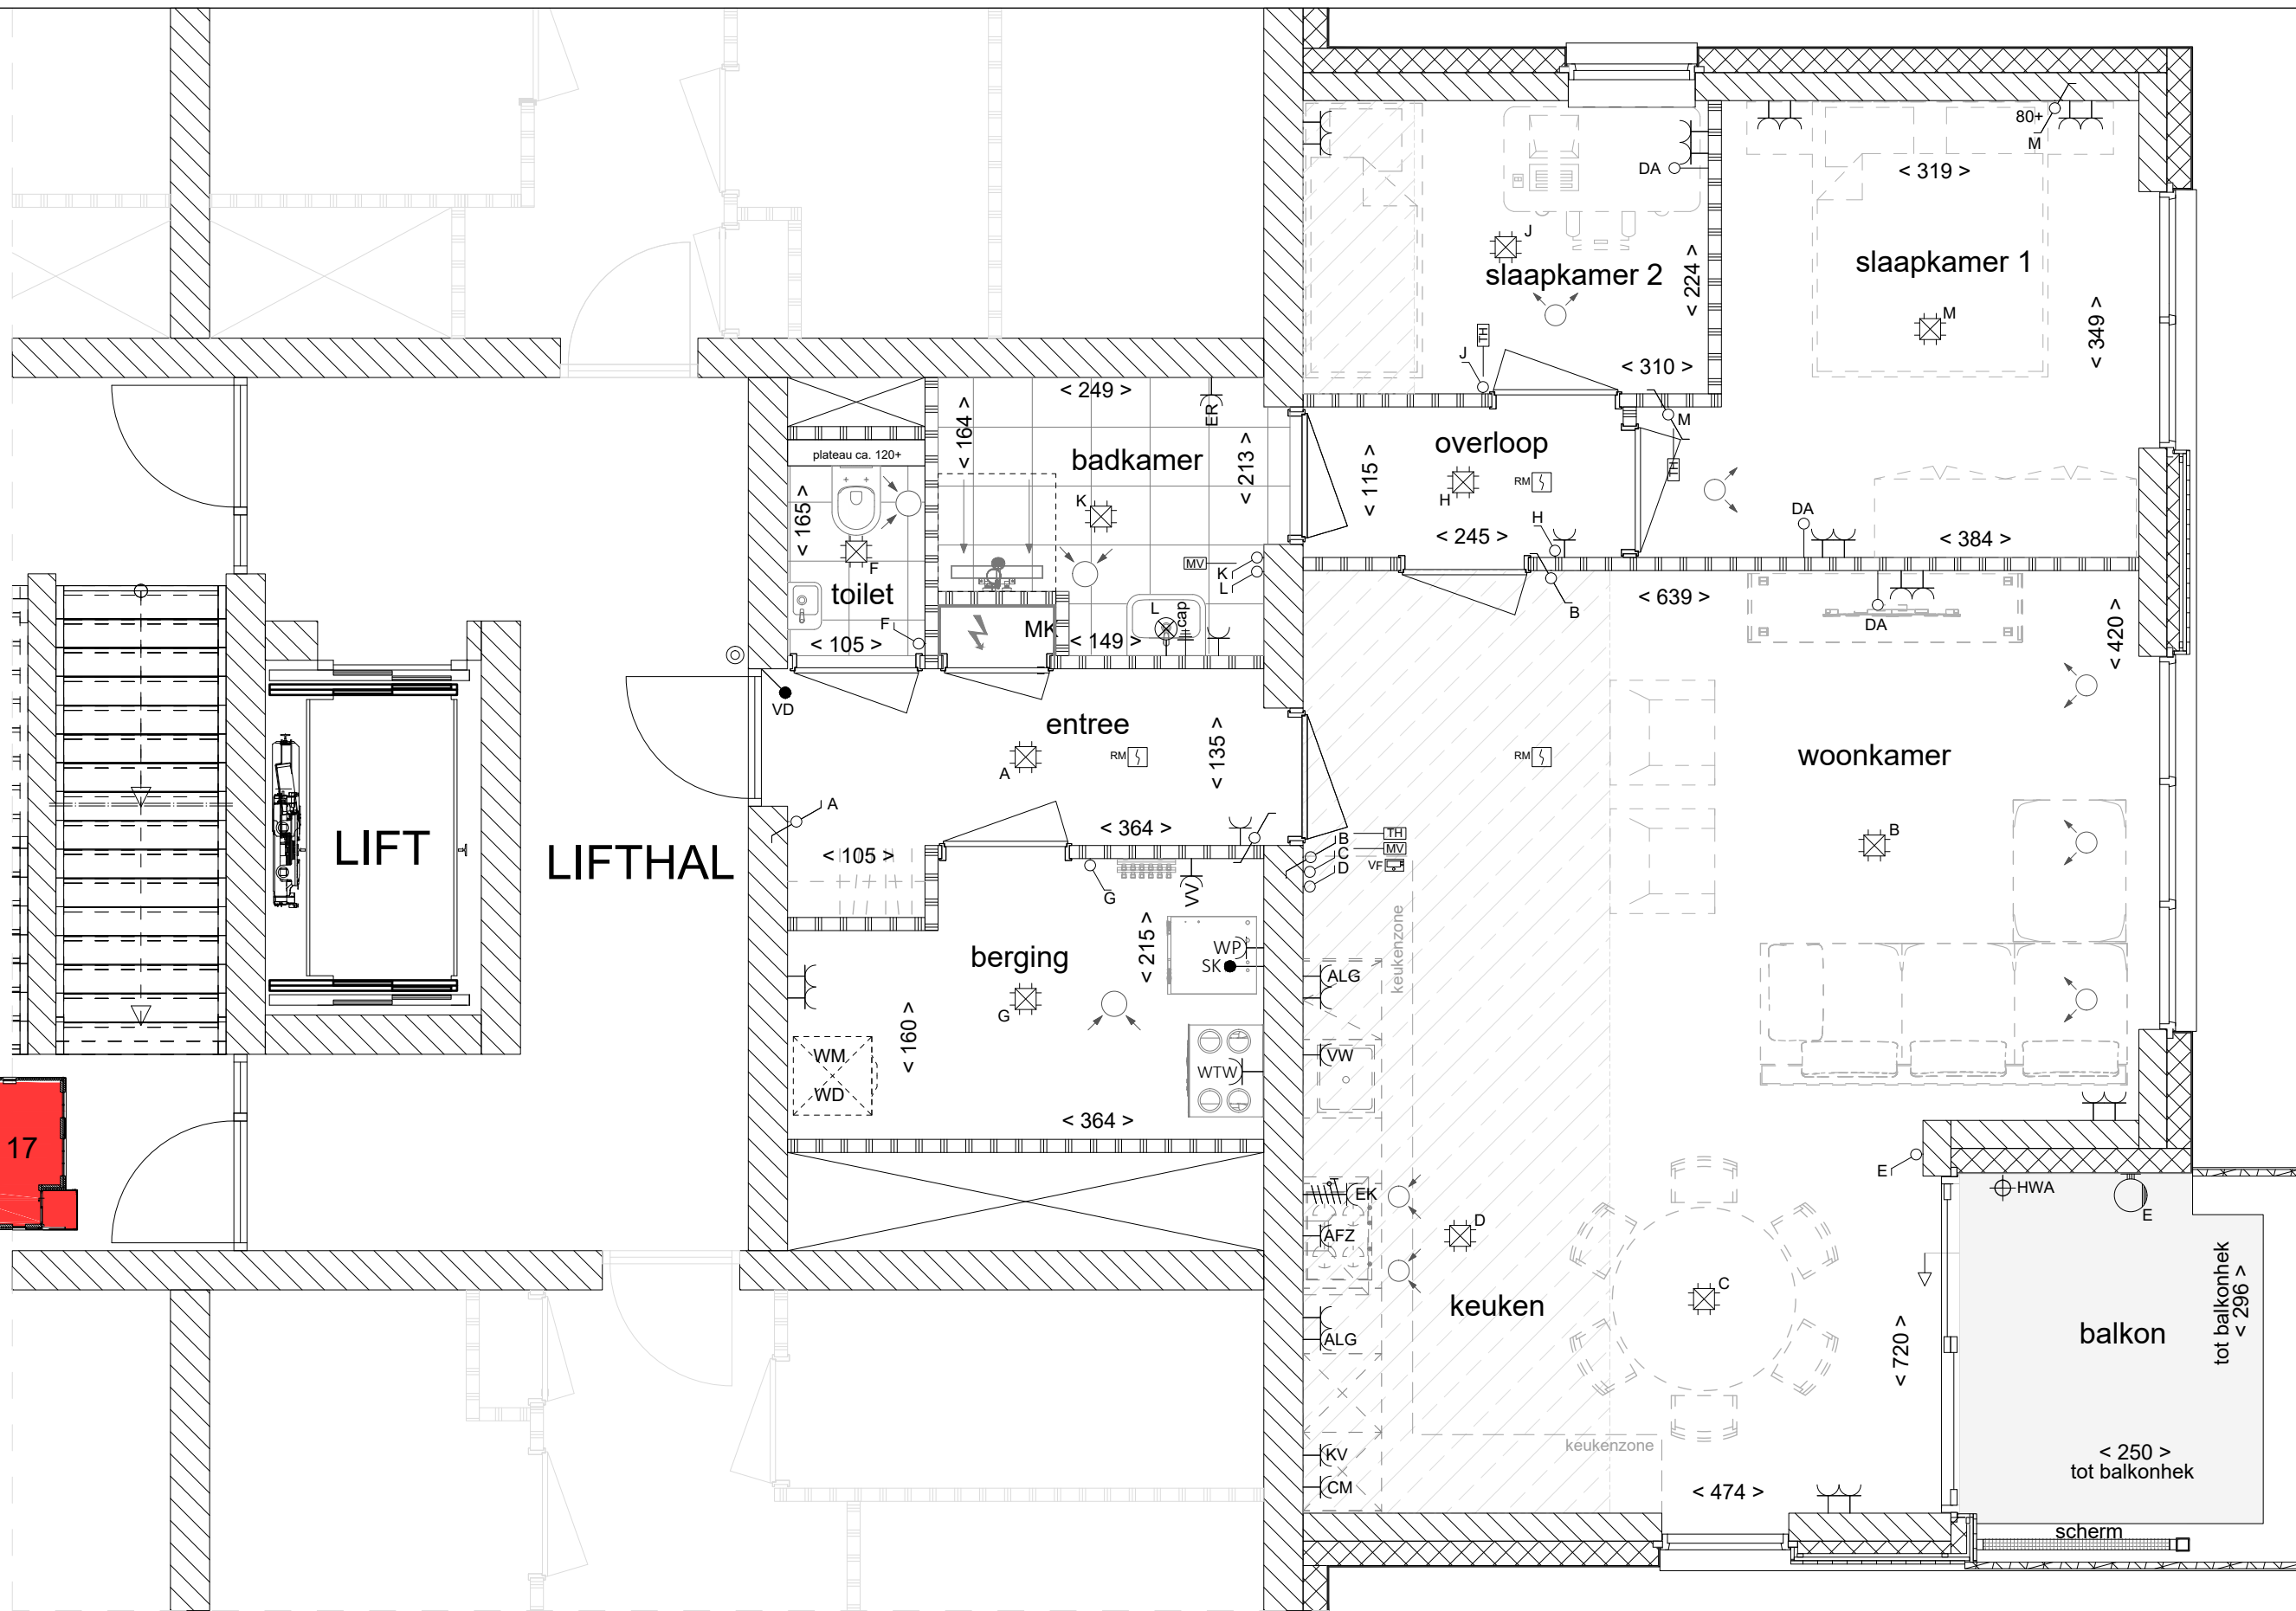 80+
M
DA
< 319 >
J
slaapkamer 2
slaapkamer 1
< 224 >
M
< 349 >
TH
J
< 310 >
< 249 >
ER
< 164 >
M
badkamer
overloop
plateau ca. 120+
< 213 >
< 115 >
TH
< 165 >
K
H
RM
F
H
DA
< 245 >
< 384 >
MV
K
L
toilet
B
< 639 >
DA
< 420 >
F
MK
L
cap
< 105 >
< 149 >
VD
entree
A
RM
< 135 >
RM
woonkamer
A
< 364 >
B
C
D
TH
MV
VF
B
LIFT
LIFTHAL
< 105 >
G
VV
keukenzone
berging
< 215 >
WP
SK
ALG
G
< 160 >
WM
WD
WTW
VW
< 364 >
17
E
T
EK
HWA
E
AFZ
D
C
keuken
ALG
< 720 >
balkon
tot balkonhek
< 296 >
keukenzone
KV
CM
< 474 >
< 250 >
tot balkonhek
scherm